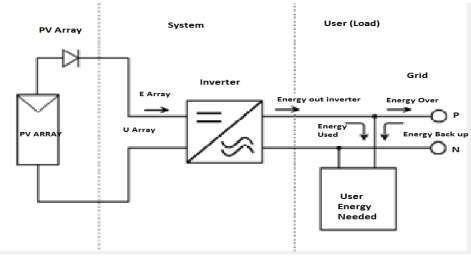 PV Array
System
User (Load)
Grid
E Array
Inverter
Energy out inverter
Energy Over
P
PV ARRAY
U Array
Energy
Used
Energy Back up
N
User
Energy
Needed